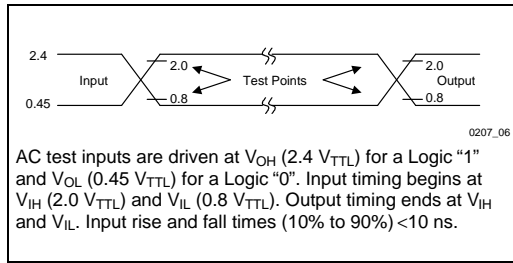 2.4
2.0
2.0
Input
Test Points
Output
0.8
0.8
0.45
0207_06
AC test inputs are driven at VOH (2.4 VTTL) for a Logic “1”
and VOL (0.45 VTTL) for a Logic “0”. Input timing begins at
VIH (2.0 VTTL) and VIL (0.8 VTTL). Output timing ends at VIH
and VIL. Input rise and fall times (10% to 90%) <10 ns.